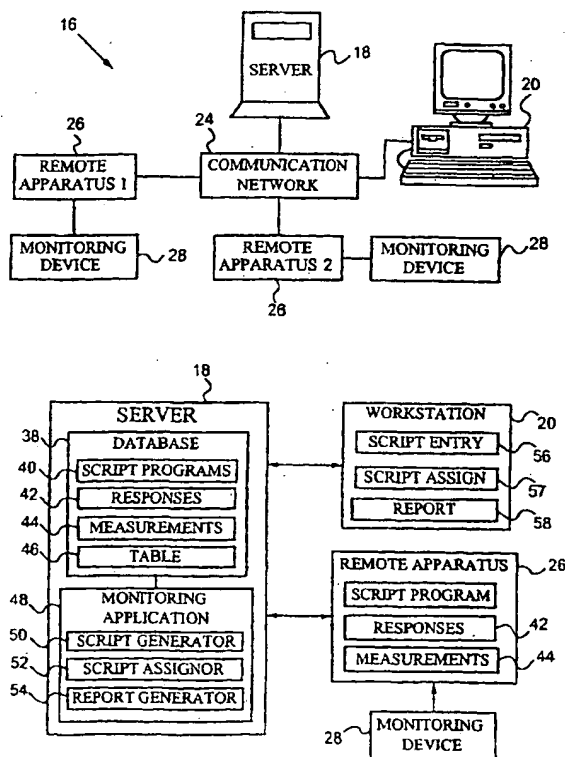 16
SERVER
18
20
24
26
REMOTE
APPARATUS 1
COMMUNICATION
NETWORK
MONITORING
DEVICE
28
REMOTE
APPARATUS 2
26
MONITORING
DEVICE
28
18
SERVER
38
DATABASE
40
SCRIPT PROGRAMS
42
RESPONSES
44
MEASUREMENTS
46
TABLE
48
MONITORING
APPLICATION
50
SCRIPT GENERATOR
52
SCRIPT ASSIGNOR
54
REPORT GENERATOR
WORKSTATION
20
SCRIPT ENTRY
56
SCRIPT ASSIGN
57
REPORT
58
REMOTE APPARATUS
26
SCRIPT PROGRAM
RESPONSES
42
MEASUREMENTS
44
28
MONITORING
DEVICE